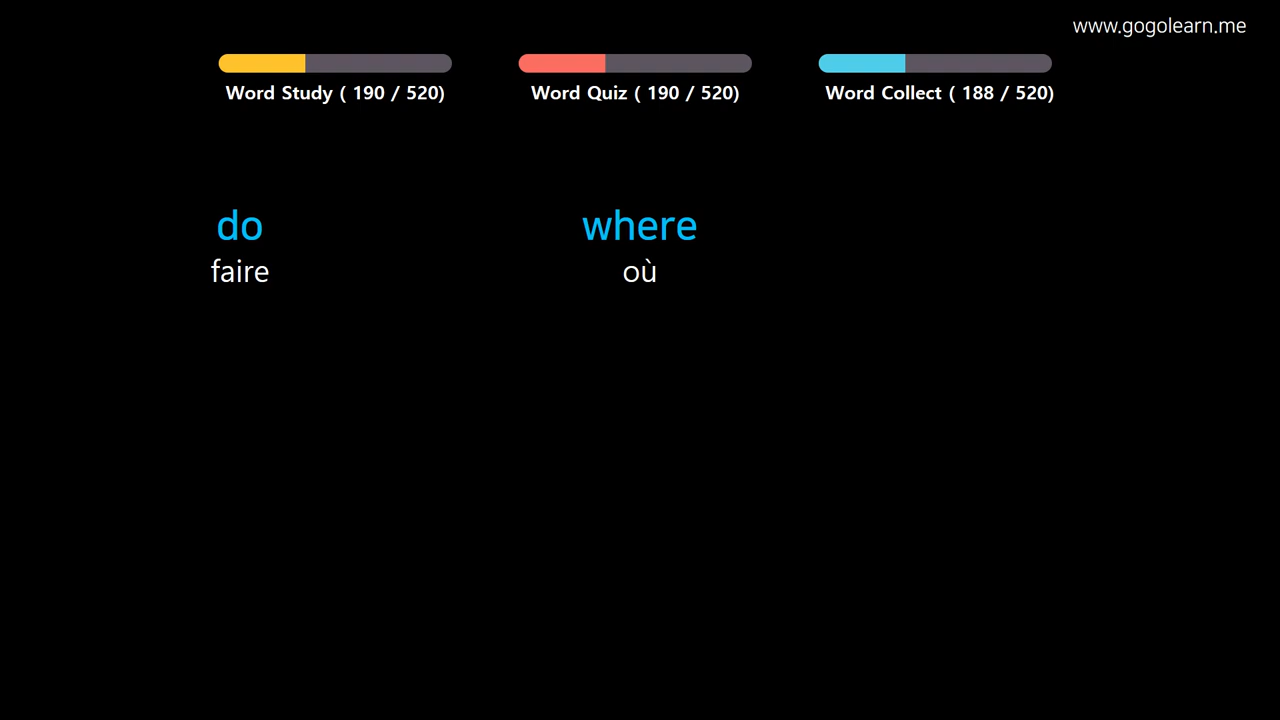 www.gogolearn.me
Word Study ( 190 / 520)
Word Quiz ( 190 / 520)
Word Collect ( 188 / 520)
do
faire
where
où